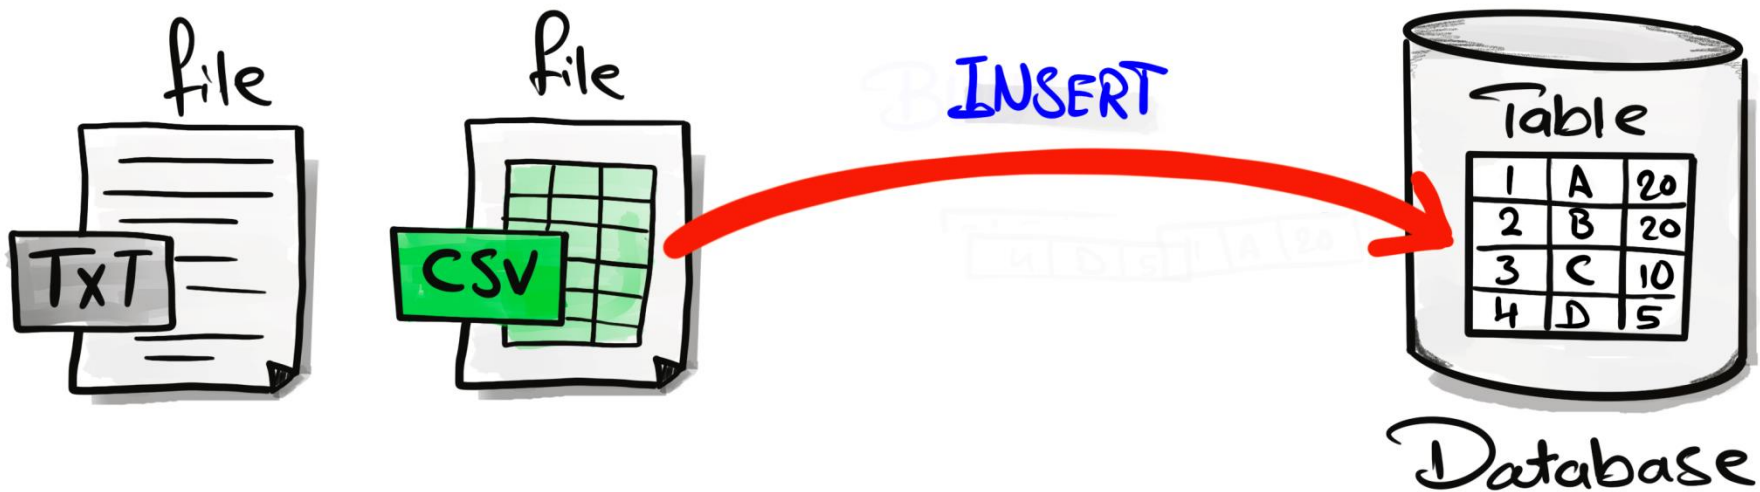 file
file
INSERT
TxT
CSV
Table
1 A 20
2 B 20
3 C 10
4 D 5
Database